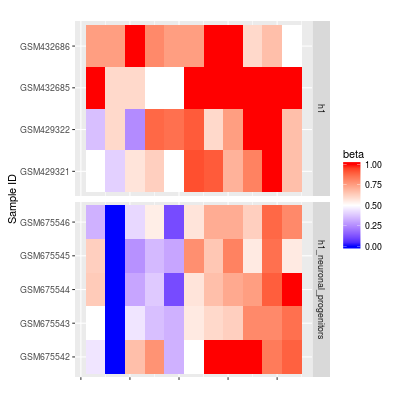 GSM432686
GSM432685
GSM429322
GSM429321
h1
GSM675546
GSM675545
GSM675544
GSM675543
GSM675542
h1_neuronal_progenitors
Sample ID
beta
1.00
0.75
0.50
0.25
0.00